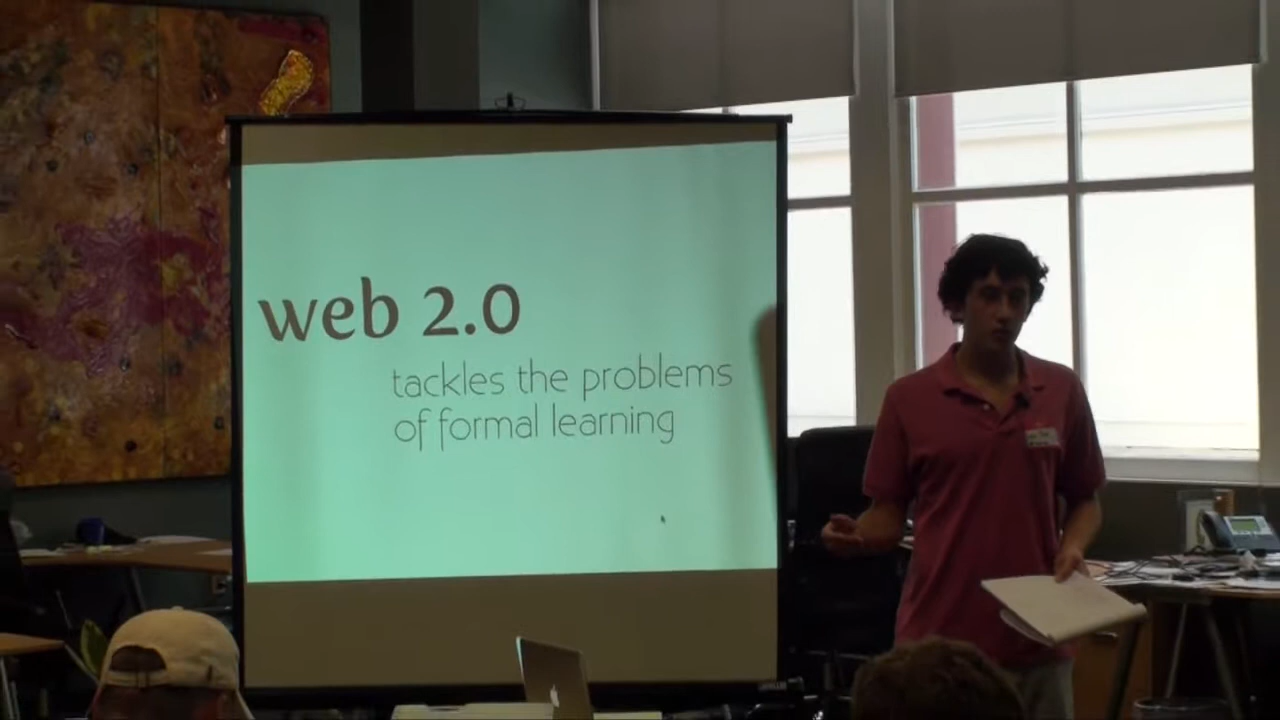 web 2.0
tackles the problems
of formal learning